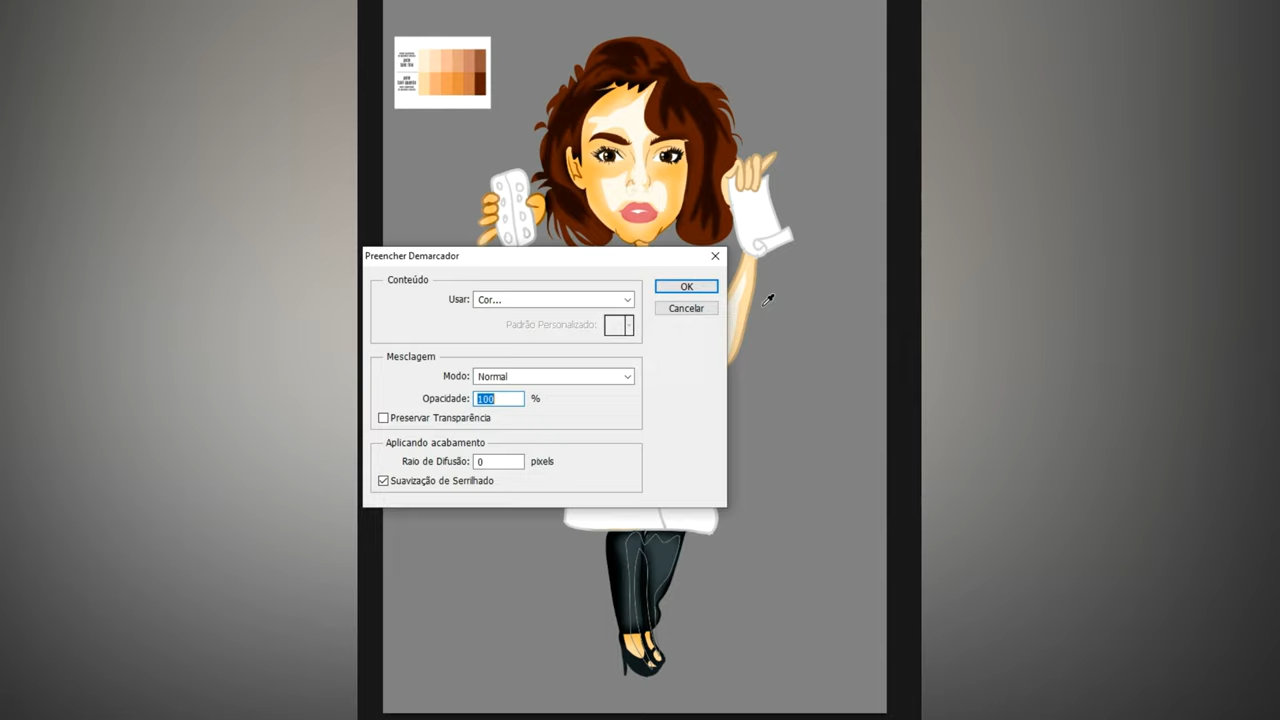 Preencher Demarcador
Conteúdo
Usar: Cor...
OK
Padrão Personalizado:
Cancelar
Mesclagem
Modo: Normal
Opacidade: 100 %
Preservar Transparência
Aplicando acabamento
Raio de Difusão: 0 pixels
Suavização de Serrilhado